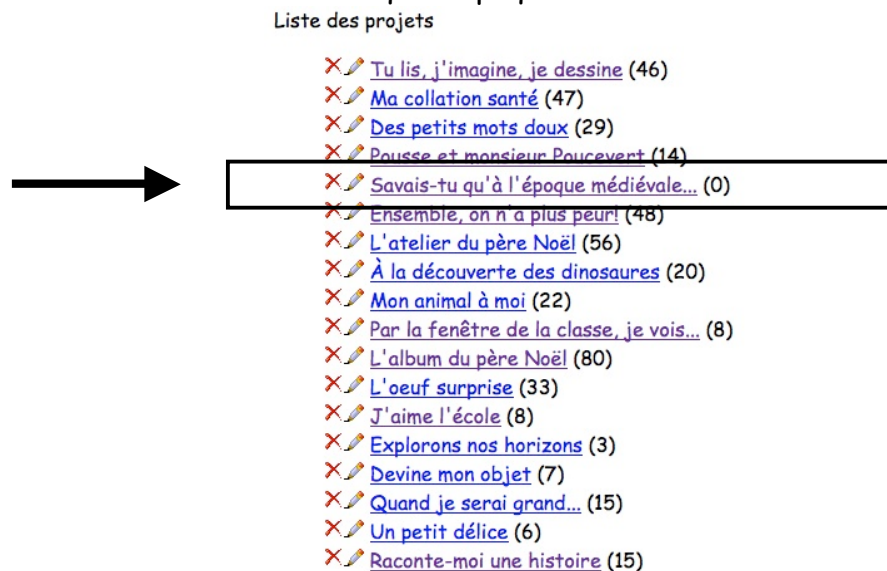 Liste des projets
Tu lis, j'imagine, je dessine (46)
Ma collation santé (47)
Des petits mots doux (29)
Pousse et monsieur Poucevert (14)
Savais-tu qu'à l'époque médiévale... (0)
Ensemble, on n'a plus peur! (48)
L'atelier du père Noël (56)
À la découverte des dinosaures (20)
Mon animal à moi (22)
Par la fenêtre de la classe, je vois... (8)
L'album du père Noël (80)
L'oeuf surprise (33)
J'aime l'école (8)
Explorons nos horizons (3)
Devine mon objet (7)
Quand je serai grand... (15)
Un petit délice (6)
Raconte-moi une histoire (15)